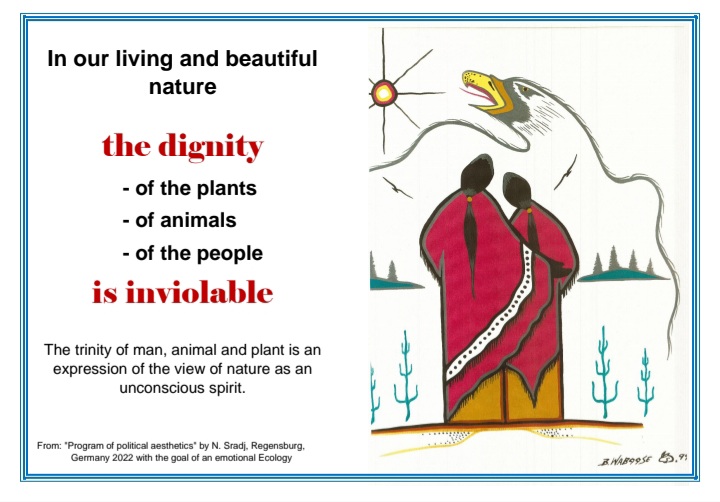 In our living and beautiful
nature
the dignity
- of the plants
- of animals
- of the people
is inviolable
The trinity of man, animal and plant is an
expression of the view of nature as an
unconscious spirit.
From: "Program of political aesthetics" by N. Sradj, Regensburg,
Germany 2022 with the goal of an emotional Ecology
B. WABOOSE